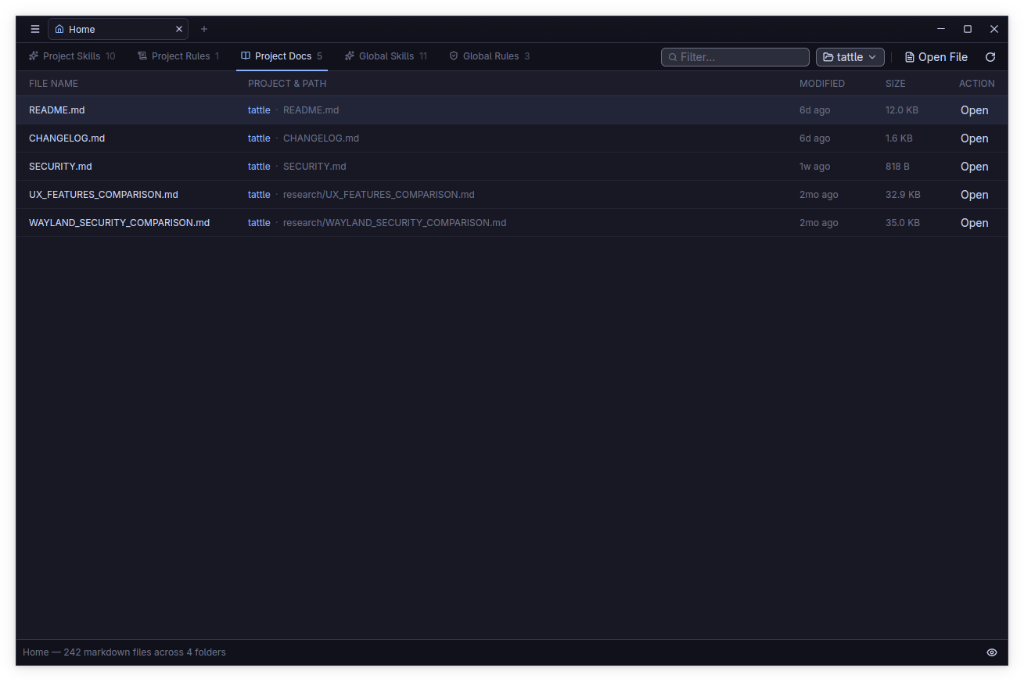 Home
Project Skills 10 Project Rules 1 Project Docs 5 Global Skills 11 Global Rules 3 Filter... tattle Open File
FILE NAME PROJECT & PATH MODIFIED SIZE ACTION
README.md tattle · README.md 6d ago 12.0 KB Open
CHANGELOG.md tattle · CHANGELOG.md 6d ago 1.6 KB Open
SECURITY.md tattle · SECURITY.md 1w ago 818 B Open
UX_FEATURES_COMPARISON.md tattle · research/UX_FEATURES_COMPARISON.md 2mo ago 32.9 KB Open
WAYLAND_SECURITY_COMPARISON.md tattle · research/WAYLAND_SECURITY_COMPARISON.md 2mo ago 35.0 KB Open
Home — 242 markdown files across 4 folders